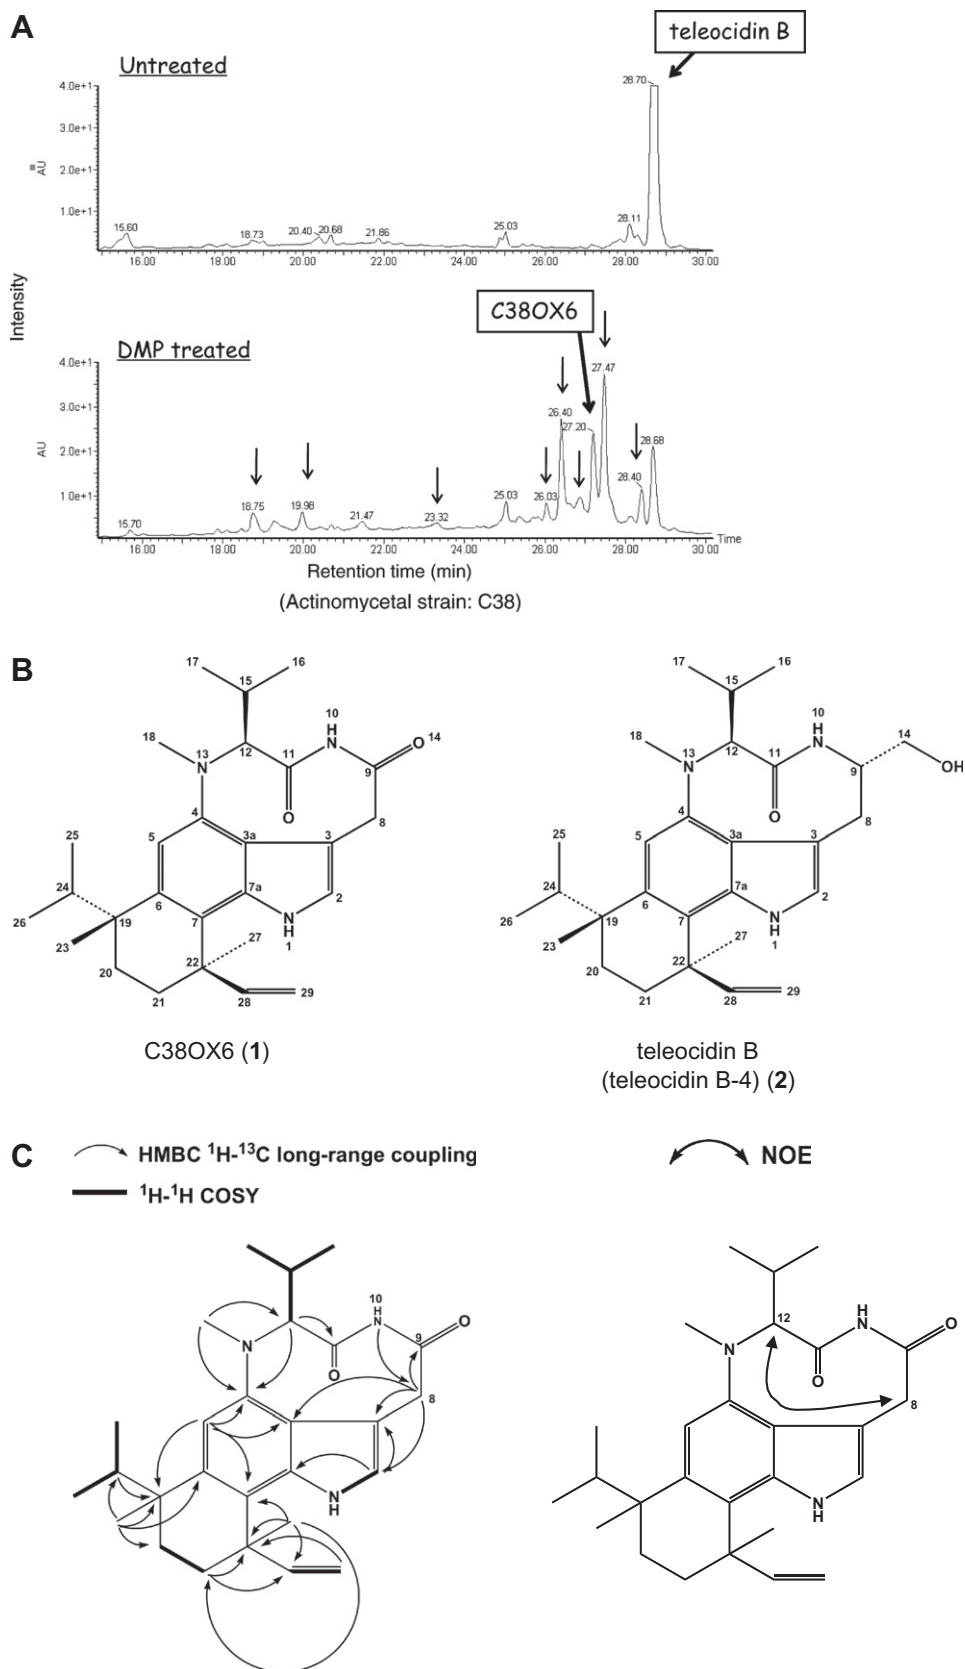 A
teleocidin B
Untreated
28.70
4.0e+1
3.0e+1
2.0e+1
1.0e+1
AU
15.60
18.73
20.40
20.68
21.86
25.03
28.11
16.00 18.00 20.00 22.00 24.00 26.00 28.00 30.00
Intensity
C38OX6
DMP treated
4.0e+1
3.0c+1
2.0e+1
1.0e+1
AU
15.70
18.75
19.98
21.47
23.32
25.03
26.03
26.40
27.20
27.47
28.40
28.68
16.00 18.00 20.00 22.00 24.00 26.00 28.00 30.00
Time
Retention time (min)
(Actinomycetal strain: C38)
B
17 16
15
10
H
N
18
13
N
12
11
O
O 14
9
8
4
5
3a
3
25
24
26
19
23
6
7
7a
2
N
H
1
27
22
20
21
28
29
C38OX6 (1)
17 16
15
10
H
N
18
13
N
12
11
O
14
OH
9
8
4
5
3a
3
25
24
26
19
23
6
7
7a
2
N
H
1
27
22
20
21
28
29
teleocidin B
(teleocidin B-4) (2)
C
HMBC ¹H-¹³C long-range coupling
¹H-¹H COSY
NOE
10
H
N
N
O
9
O
8
N
H
12
H
N
N
O
O
8
N
H